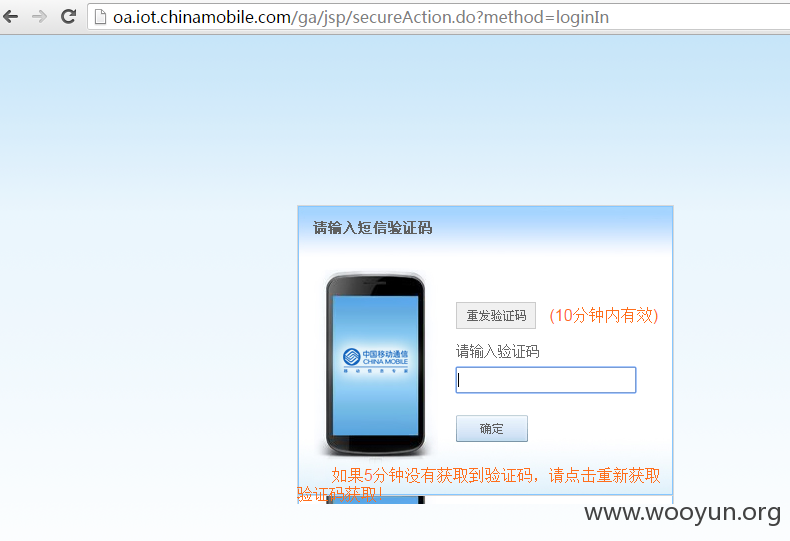 oa.iot.chinamobile.com/ga/jsp/secureAction.do?method=loginIn
请输入短信验证码
重发验证码 (10分钟内有效)
请输入验证码
中国移动通信
CHINA MOBILE
确定
如果5分钟没有获取到验证码，请点击重新获取
验证码获取!
www.wooyun.org